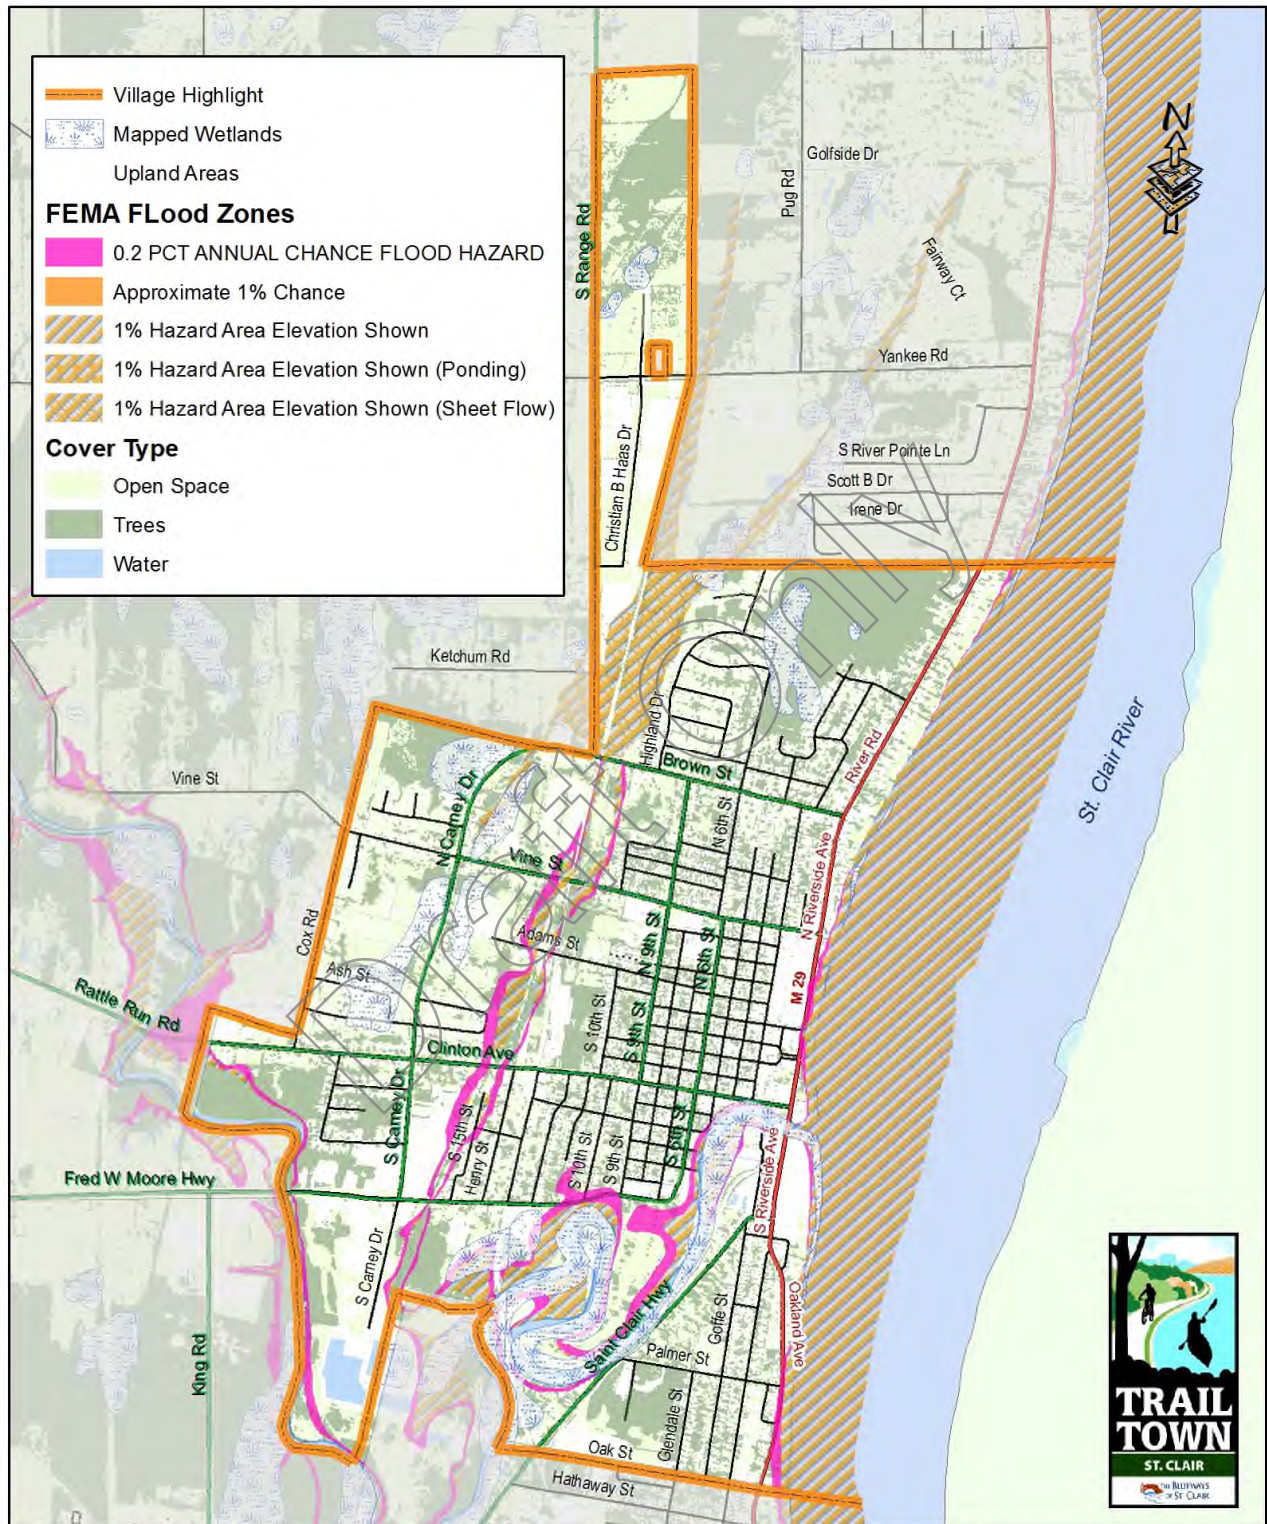 Village Highlight
Mapped Wetlands
Upland Areas
FEMA FLood Zones
0.2 PCT ANNUAL CHANCE FLOOD HAZARD
Approximate 1% Chance
1% Hazard Area Elevation Shown
1% Hazard Area Elevation Shown (Ponding)
1% Hazard Area Elevation Shown (Sheet Flow)
Cover Type
Open Space
Trees
Water
N
Golfside Dr
Pug Rd
S Range Rd
Fairway Ct
Yankee Rd
S River Pointe Ln
Scott B Dr
Irene Dr
Christian B Haas Dr
Ketchum Rd
Highland Dr
Brown St
River Rd
St. Clair River
Vine St
N Carney Dr
Vine St
N 6th St
N Riverside Ave
Cox Rd
Adams St
N 9th St
N 6th St
Ash St
M 29
Rattle Run Rd
S 10th St
S 9th St
Clinton Ave
S Carney Dr
S 15th St
Henry St
S 10th St
S 9th St
S 6th St
S Riverside Ave
Fred W Moore Hwy
S Carney Dr
Saint Clair Hwy
Goffe St
Oakland Ave
King Rd
Palmer St
Glendale St
Oak St
Hathaway St
Draft Only
TRAIL
TOWN
ST. CLAIR
THE BLUEWAYS
OF ST CLAIR